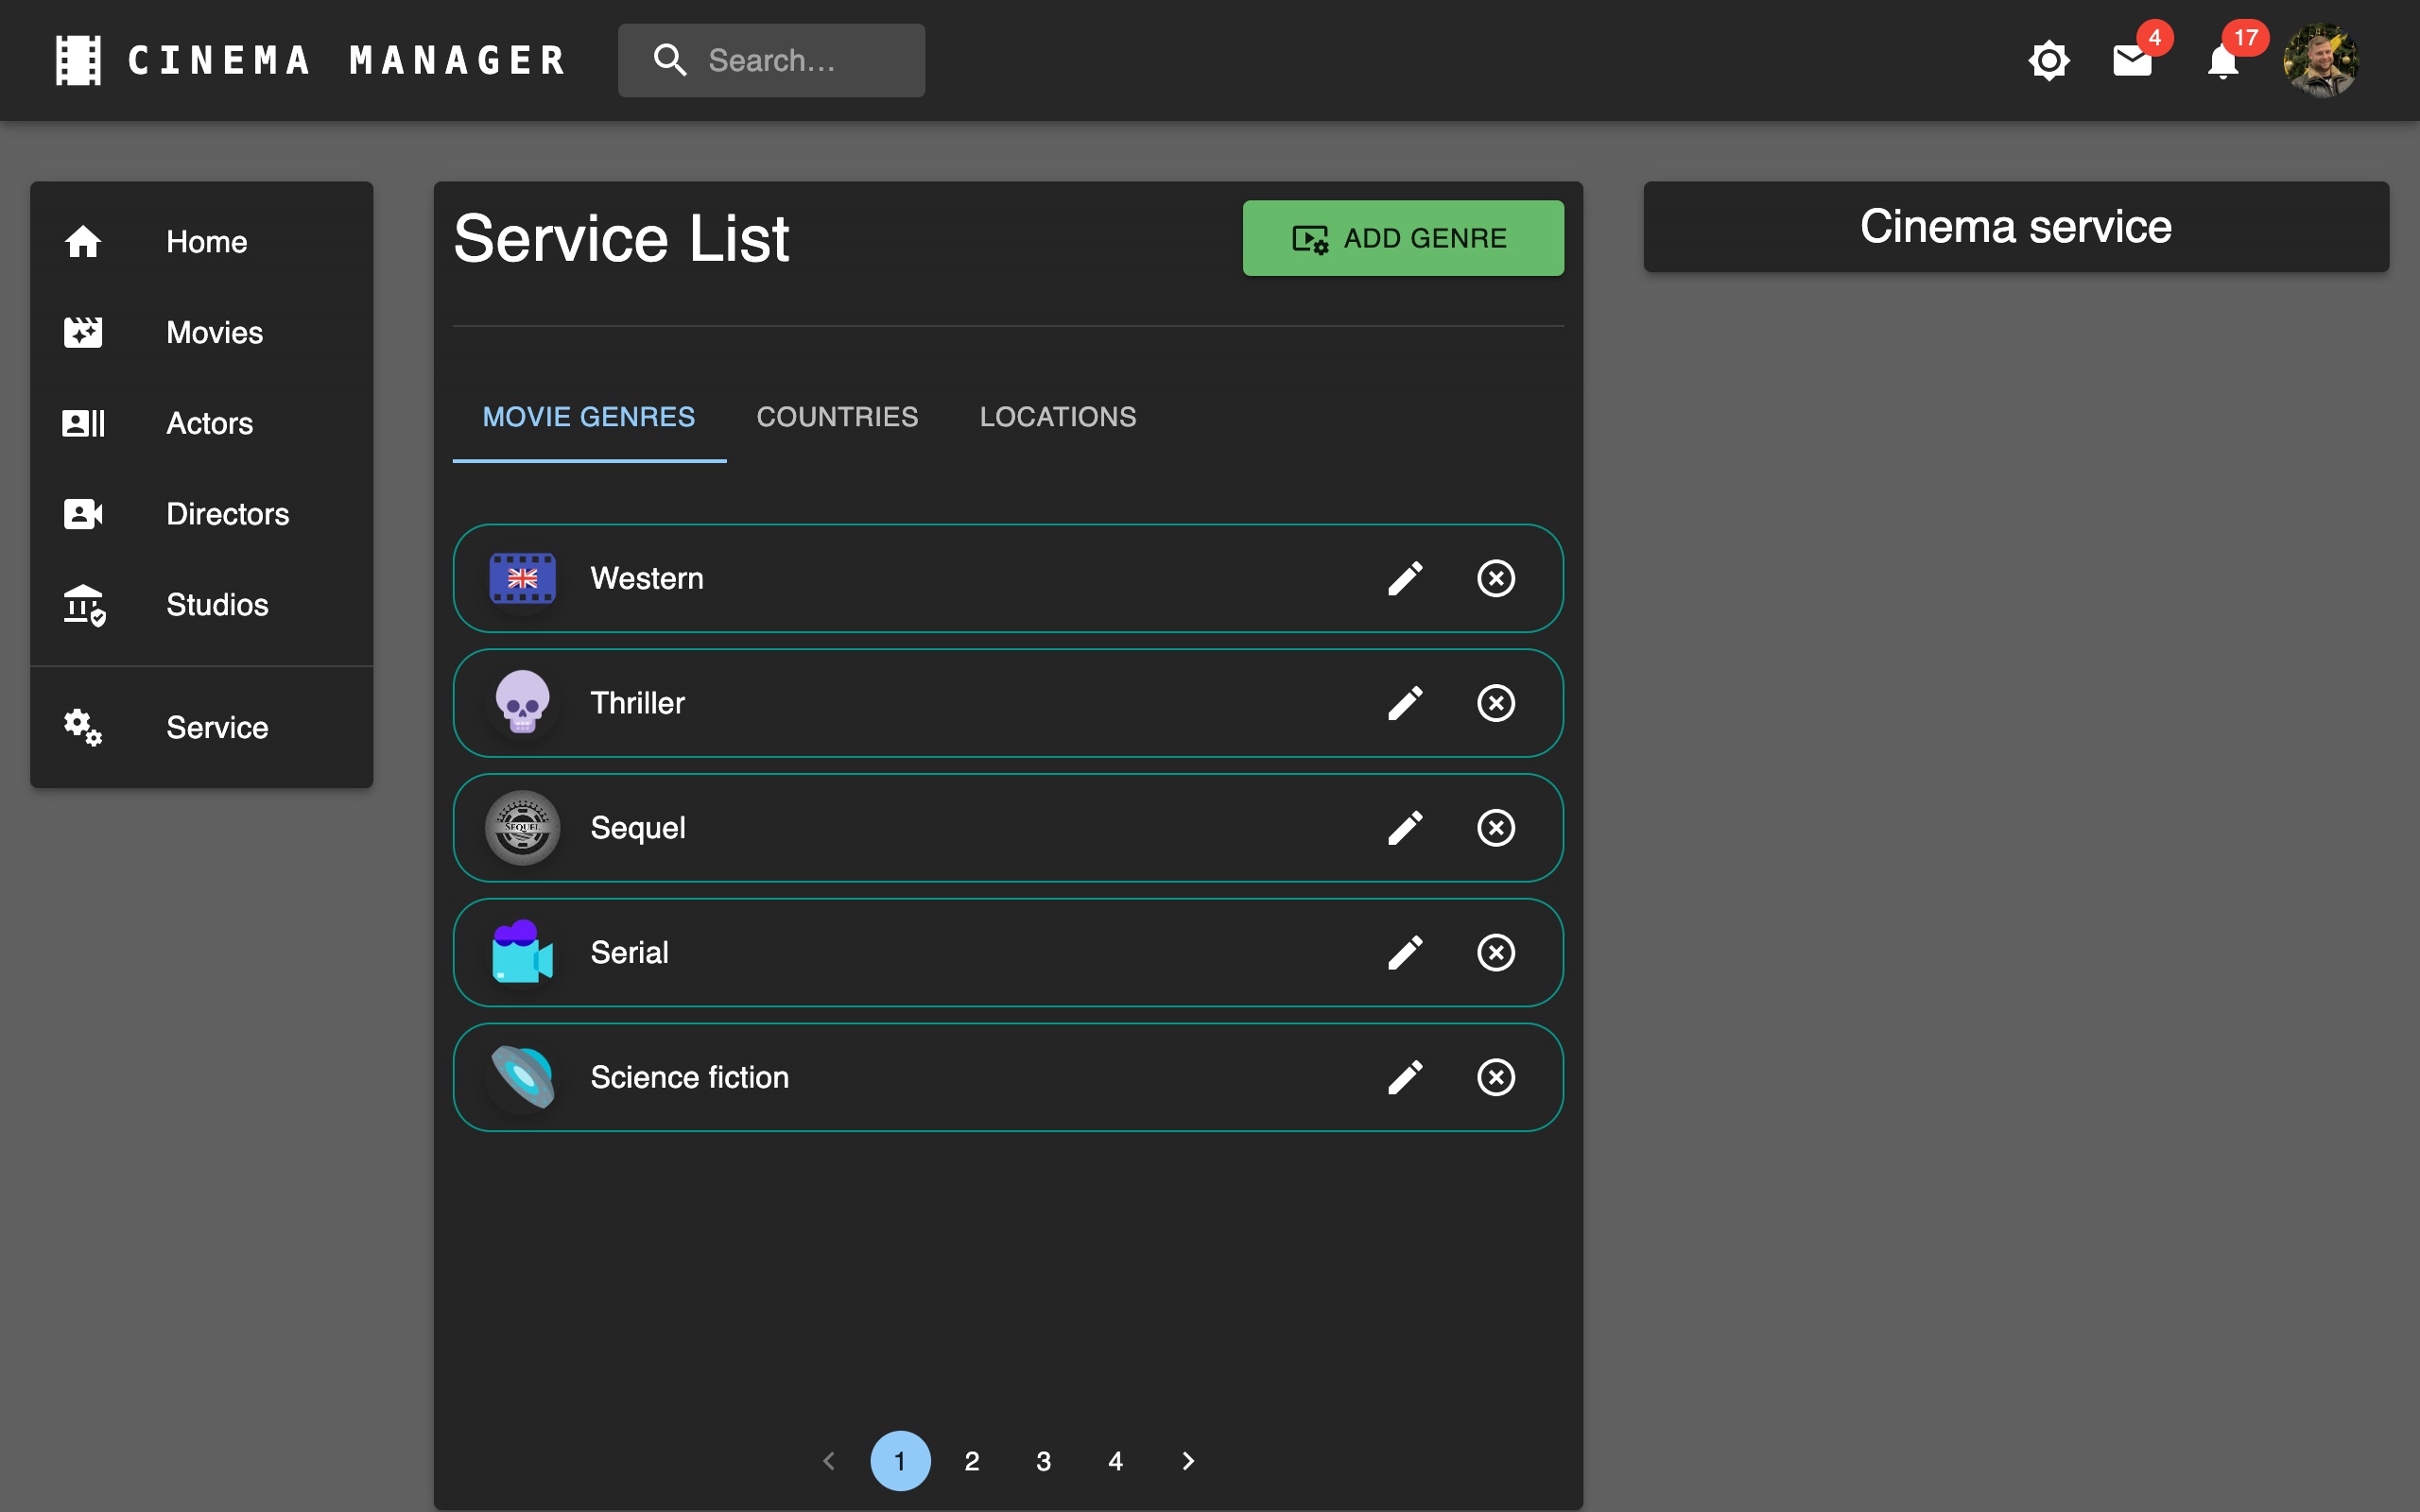 CINEMA MANAGER
Search...
4
17
Home
Movies
Actors
Directors
Studios
Service
Service List
ADD GENRE
MOVIE GENRES COUNTRIES LOCATIONS
Western
Thriller
SEQUEL
Sequel
Serial
Science fiction
1 2 3 4
Cinema service